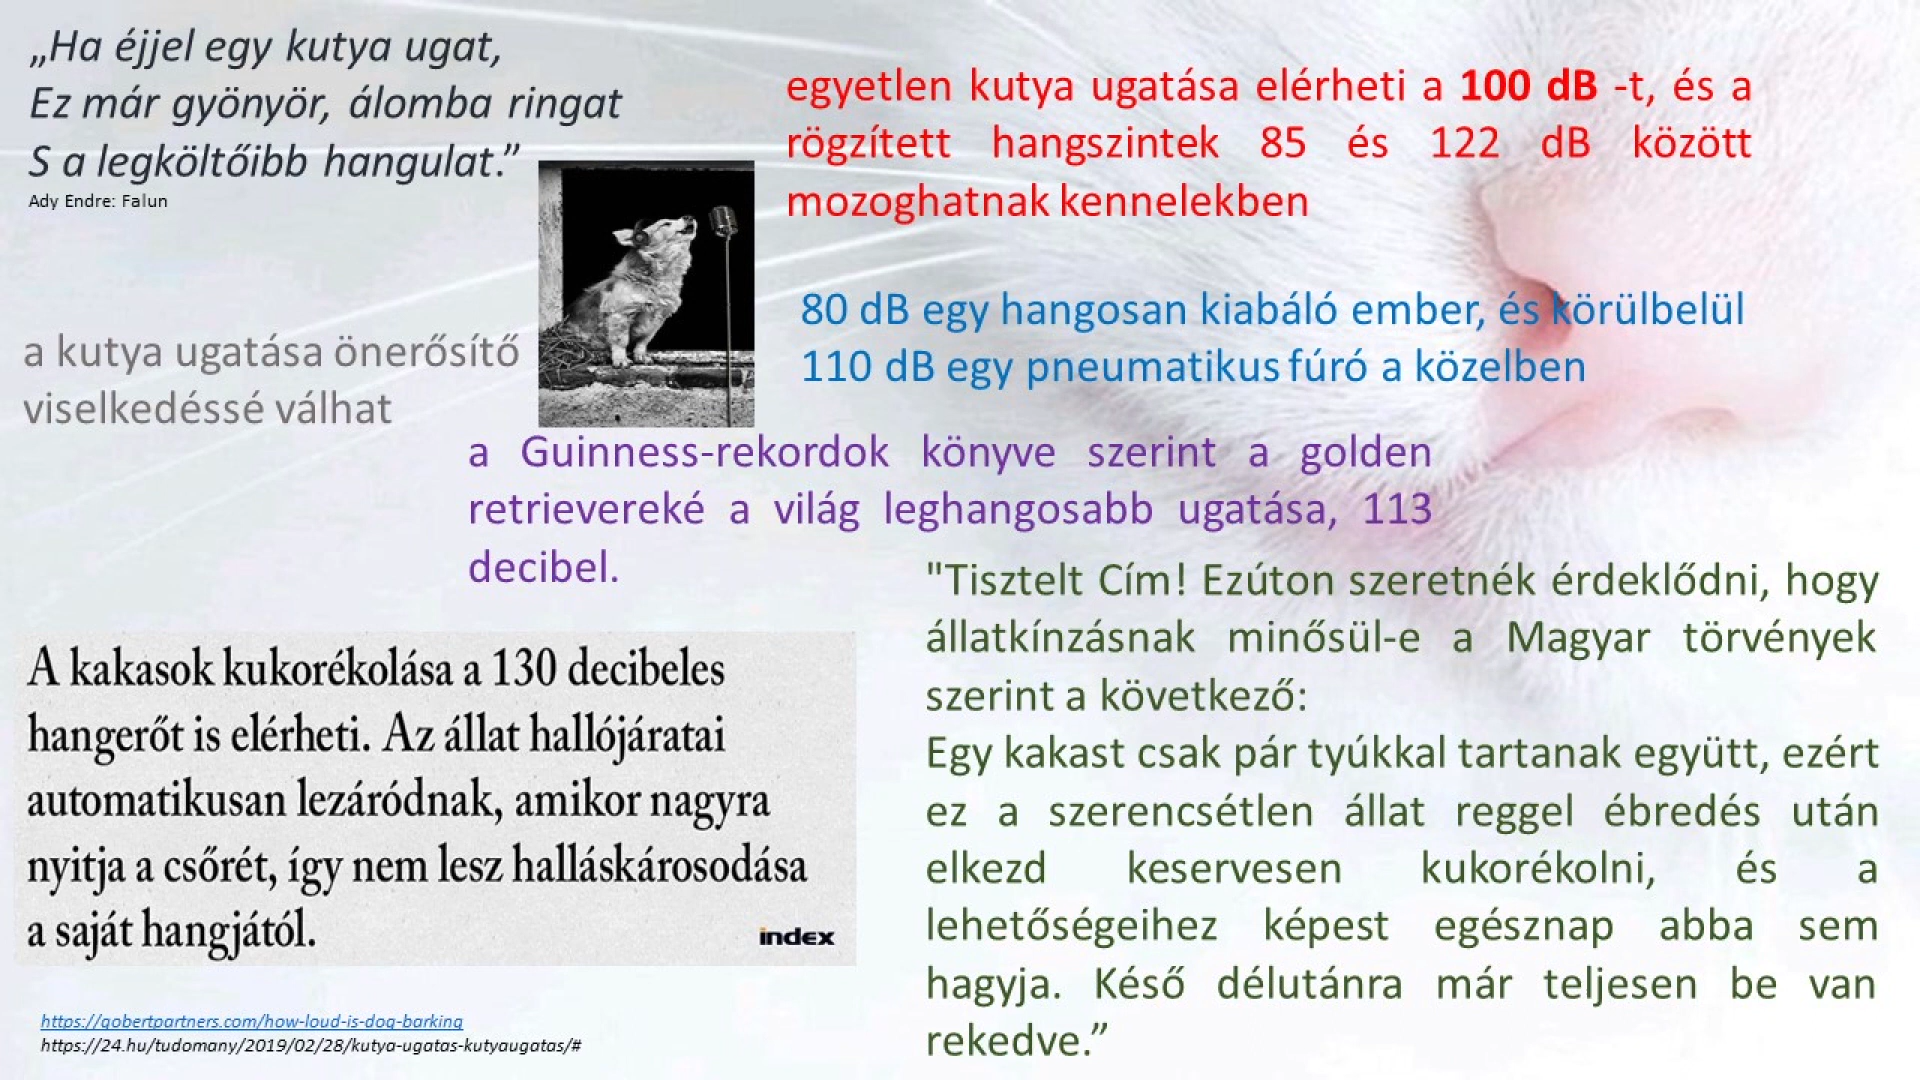 „Ha éjjel egy kutya ugat,
Ez már gyönyör, álomba ringat
S a legköltőibb hangulat.”
Ady Endre: Falun
egyetlen kutya ugatása elérheti a 100 dB -t, és a
rögzített hangszintek 85 és 122 dB között
mozoghatnak kennelekben
80 dB egy hangosan kiabáló ember, és körülbelül
110 dB egy pneumatikus fúró a közelben
a kutya ugatása önerősítő
viselkedéssé válhat
a Guinness-rekordok könyve szerint a golden
retrievereké a világ leghangosabb ugatása, 113
decibel.
"Tisztelt Cím! Ezúton szeretnék érdeklődni, hogy
állatkínzásnak minősül-e a Magyar törvények
szerint a következő:
Egy kakast csak pár tyúkkal tartanak együtt, ezért
ez a szerencsétlen állat reggel ébredés után
elkezd keservesen kukorékolni, és a
lehetőségeihez képest egésznap abba sem
hagyja. Késő délutánra már teljesen be van
rekedve.”
A kakasok kukorékolása a 130 decibeles
hangerőt is elérheti. Az állat hallójáratai
automatikusan lezáródnak, amikor nagyra
nyitja a csőrét, így nem lesz halláskárosodása
a saját hangjától.
index
https://gobertpartners.com/how-loud-is-dog-barking
https://24.hu/tudomany/2019/02/28/kutya-ugatas-kutyaugatas/#